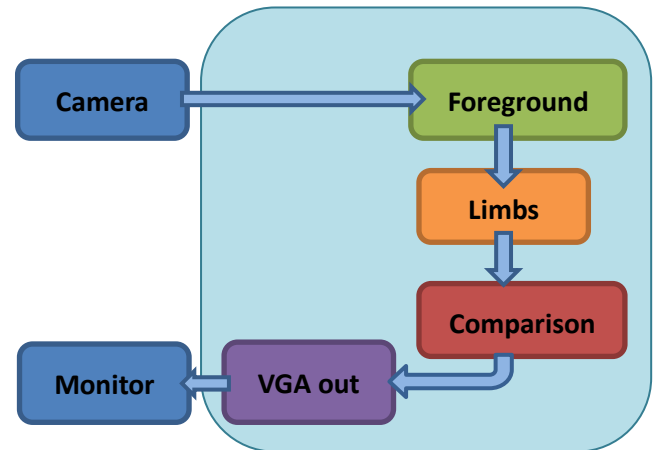 Camera
Foreground
Limbs
Comparison
VGA out
Monitor